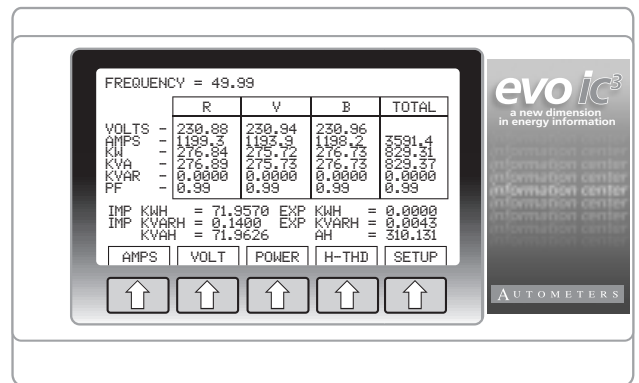 FREQUENCY = 49.99
R V B TOTAL
VOLTS - 230.88 230.94 230.96
AMPS - 1199.3 1193.9 1198.2 3591.4
KW - 276.84 275.72 276.73 829.31
KVA - 276.89 275.73 276.73 829.37
KVAR - 0.0000 0.0000 0.0000 0.0000
PF - 0.99 0.99 0.99 0.99
IMP KWH = 71.9570 EXP KWH = 0.0000
IMP KVARH = 0.1400 EXP KVARH = 0.0043
KVAH = 71.9626 AH = 310.131
AMPS VOLT POWER H-THD SETUP
evo ic3
a new dimension
in energy information
information center
AUTOMETERS